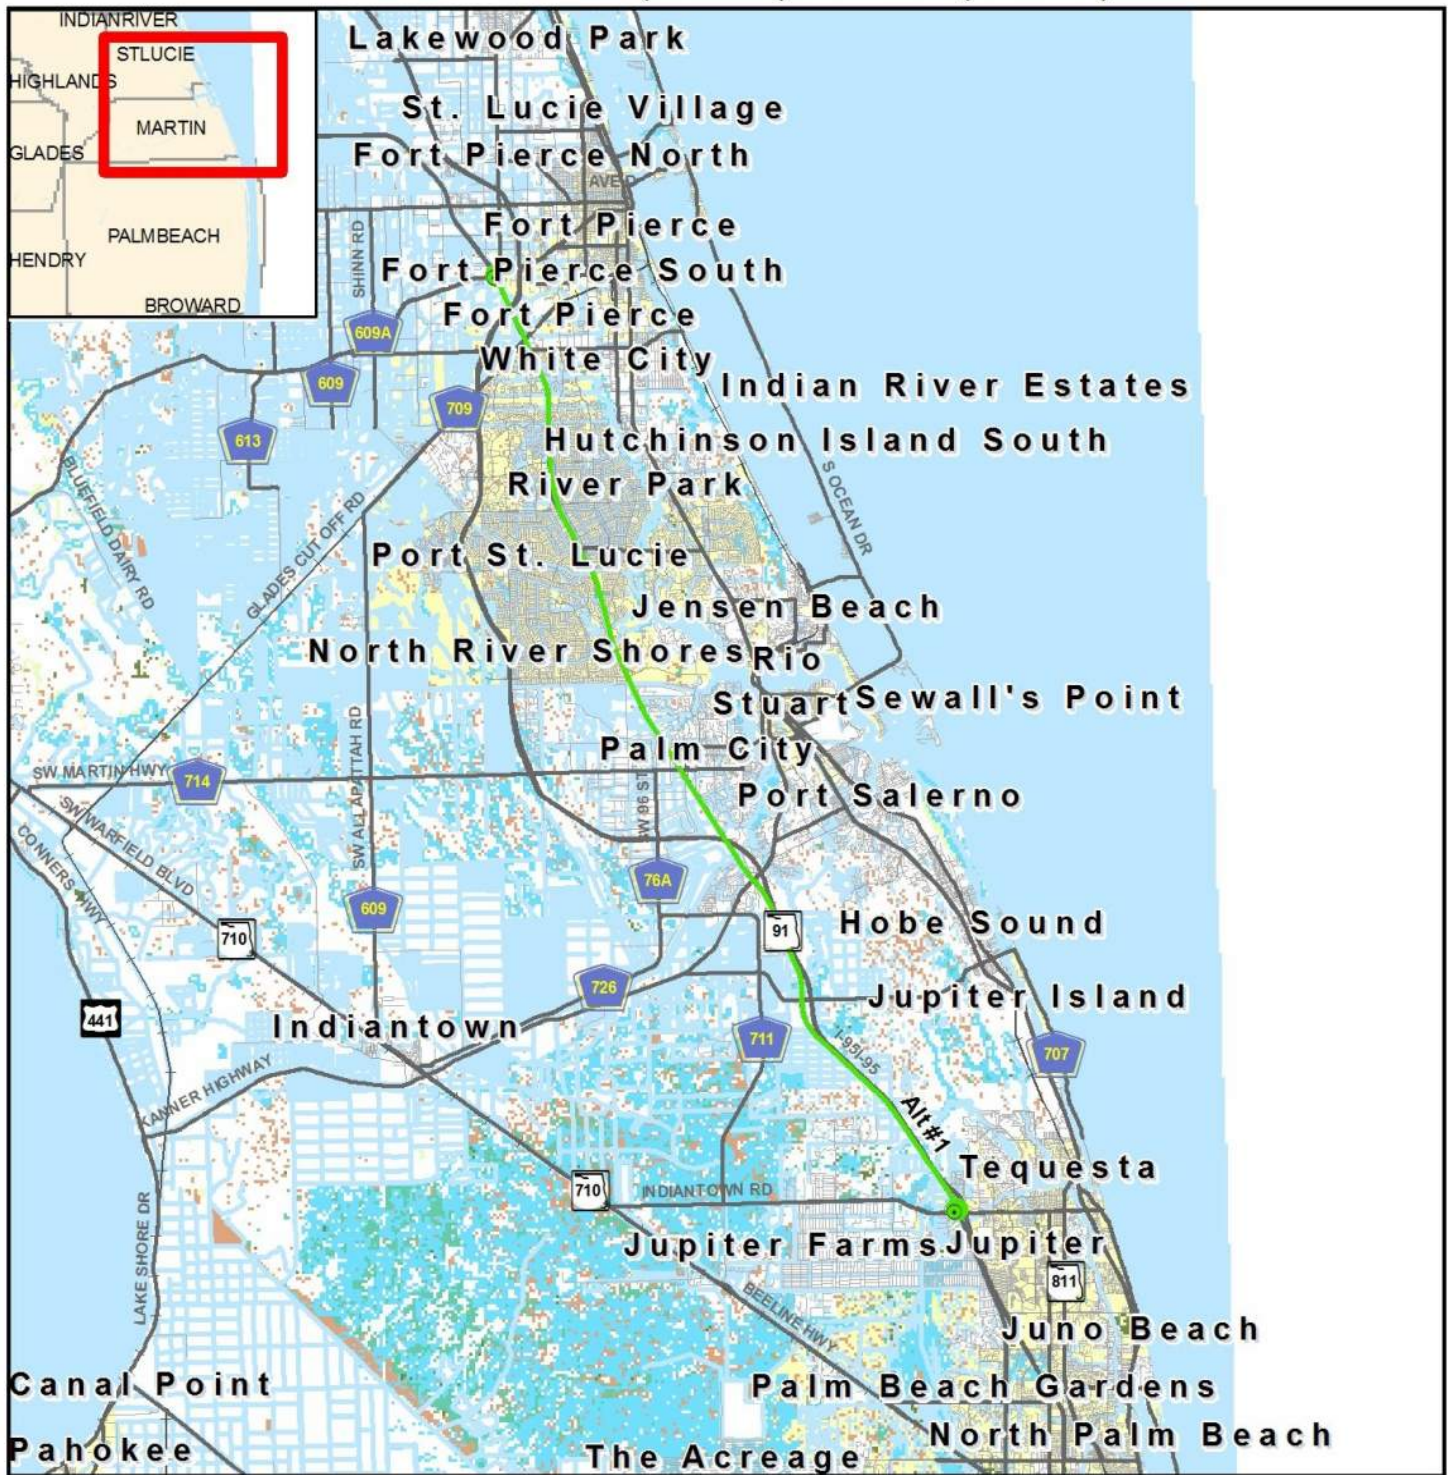 INDIANRIVER
STLUCIE
HIGHLANDS
MARTIN
GLADES
PALMBEACH
HENDRY
BROWARD
Lakewood Park
St. Lucie Village
Fort Pierce North
AVE D
Fort Pierce
SHINN RD
Fort Pierce South
Fort Pierce
609A
White City
609
Indian River Estates
709
613
Hutchinson Island South
River Park
S OCEAN DR
BLUEFIELD DAIRY RD
GLADES CUT OFF RD
Port St. Lucie
Jensen Beach
North River Shores
Rio
Stuart
Sewall's Point
SW ALLAPATTAH RD
Palm City
SW MARTIN HWY
714
SW 96 ST
Port Salerno
SW WARFIELD BLVD
CONNERS HWY
76A
609
710
91
Hobe Sound
726
Jupiter Island
441
Indiantown
711
I-95I-95
707
KANNER HIGHWAY
Alt#1
Tequesta
710
INDIANTOWN RD
LAKE SHORE DR
Jupiter Farms
Jupiter
811
BEELINE HWY
Juno Beach
Canal Point
Palm Beach Gardens
North Palm Beach
Pahokee
The Acreage